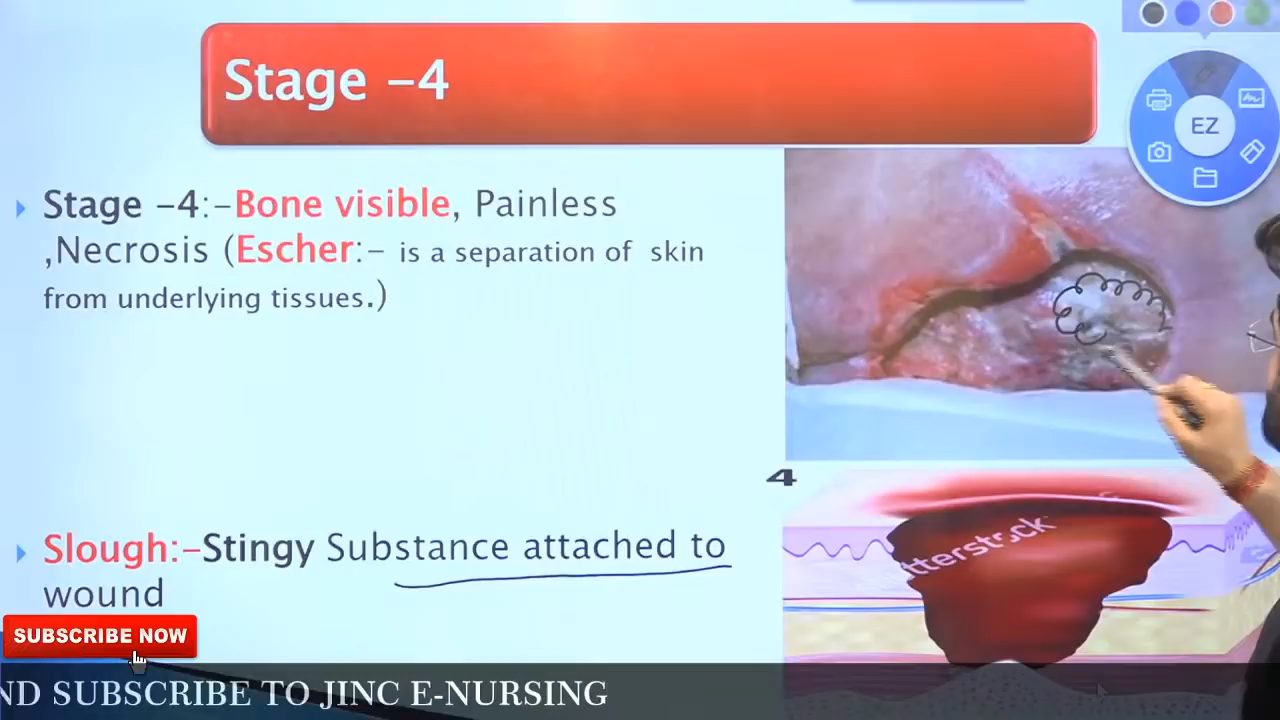 Stage -4
EZ
Stage -4:-Bone visible, Painless
,Necrosis (Escher:- is a separation of skin
from underlying tissues.)
4
utterstock
Slough:-Stingy Substance attached to
wound
SUBSCRIBE NOW
ND SUBSCRIBE TO JINC E-NURSING